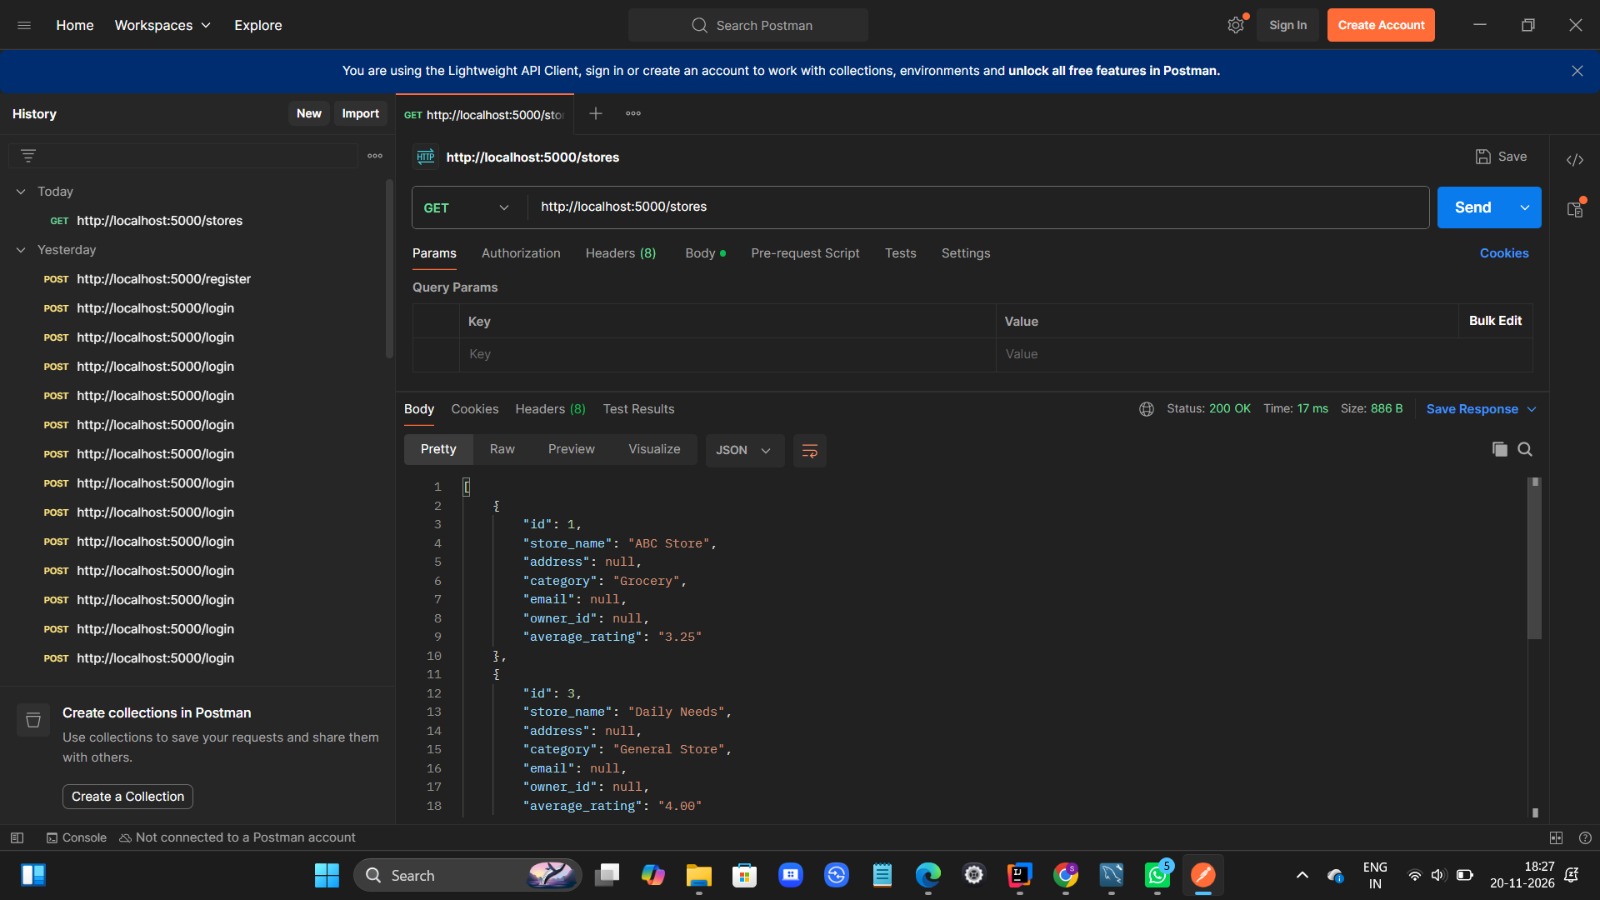 Home Workspaces Explore Search Postman Sign In Create Account
You are using the Lightweight API Client, sign in or create an account to work with collections, environments and unlock all free features in Postman.
History New Import
GET http://localhost:5000/sto
HTTP http://localhost:5000/stores Save
Today
GET http://localhost:5000/stores
Yesterday
POST http://localhost:5000/register
POST http://localhost:5000/login
POST http://localhost:5000/login
POST http://localhost:5000/login
POST http://localhost:5000/login
POST http://localhost:5000/login
POST http://localhost:5000/login
POST http://localhost:5000/login
POST http://localhost:5000/login
POST http://localhost:5000/login
POST http://localhost:5000/login
POST http://localhost:5000/login
POST http://localhost:5000/login
POST http://localhost:5000/login
Create collections in Postman
Use collections to save your requests and share them
with others.
Create a Collection
GET http://localhost:5000/stores Send
Params Authorization Headers (8) Body Pre-request Script Tests Settings Cookies
Query Params
Key Value Bulk Edit
Key Value
Body Cookies Headers (8) Test Results Status: 200 OK Time: 17 ms Size: 886 B Save Response
Pretty Raw Preview Visualize JSON
1 [
2 {
3 "id": 1,
4 "store_name": "ABC Store",
5 "address": null,
6 "category": "Grocery",
7 "email": null,
8 "owner_id": null,
9 "average_rating": "3.25"
10 },
11 {
12 "id": 3,
13 "store_name": "Daily Needs",
14 "address": null,
15 "category": "General Store",
16 "email": null,
17 "owner_id": null,
18 "average_rating": "4.00"
Console Not connected to a Postman account
Search 5 ENG 18:27
IN 20-11-2026